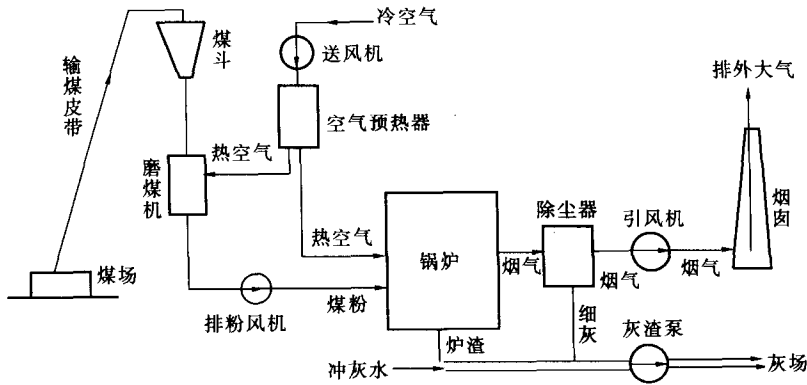 冷空气
煤斗
送风机
输煤皮带
排外大气
空气预热器
热空气
磨煤机
烟囱
除尘器
引风机
热空气
锅炉
烟气
烟气
烟气
煤场
煤粉
排粉风机
细灰
炉渣
灰渣泵
冲灰水
灰场